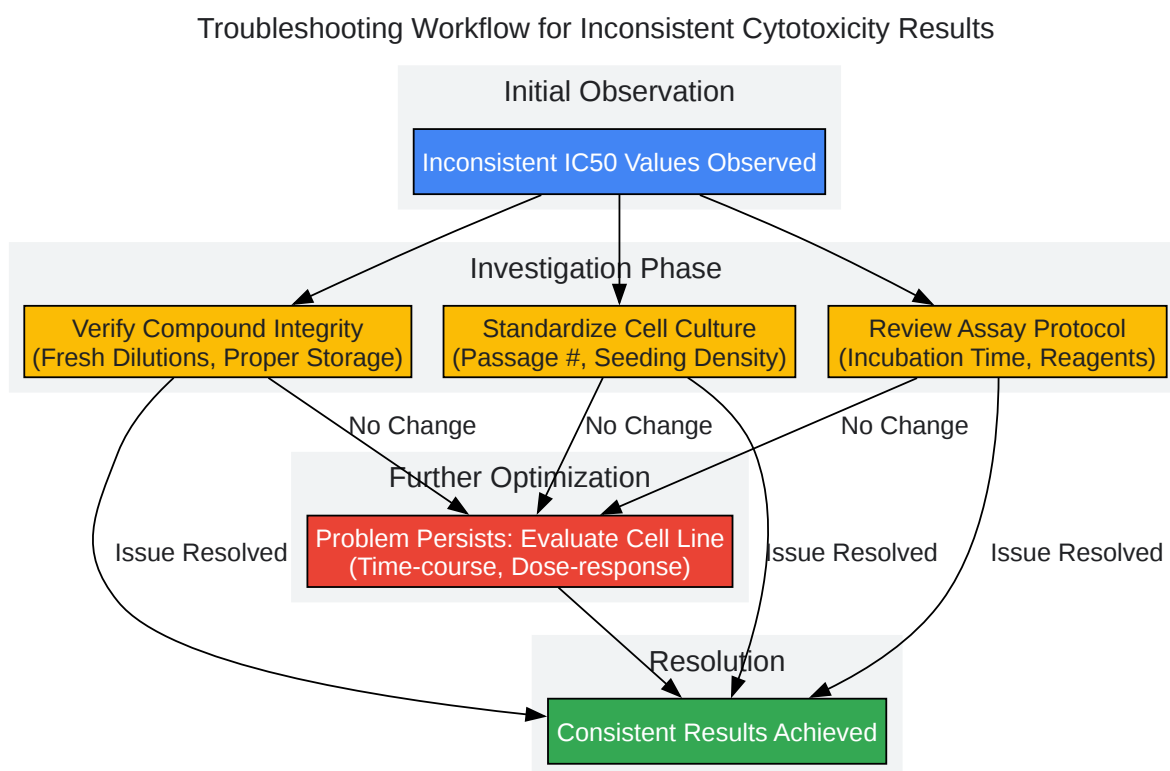 Troubleshooting Workflow for Inconsistent Cytotoxicity Results
Initial Observation
Inconsistent IC50 Values Observed
Investigation Phase
Verify Compound Integrity
(Fresh Dilutions, Proper Storage)
Standardize Cell Culture
(Passage #, Seeding Density)
Review Assay Protocol
(Incubation Time, Reagents)
No Change
No Change
No Change
Further Optimization
Problem Persists: Evaluate Cell Line
(Time-course, Dose-response)
Issue Resolved
Issue Resolved
Issue Resolved
Resolution
Consistent Results Achieved